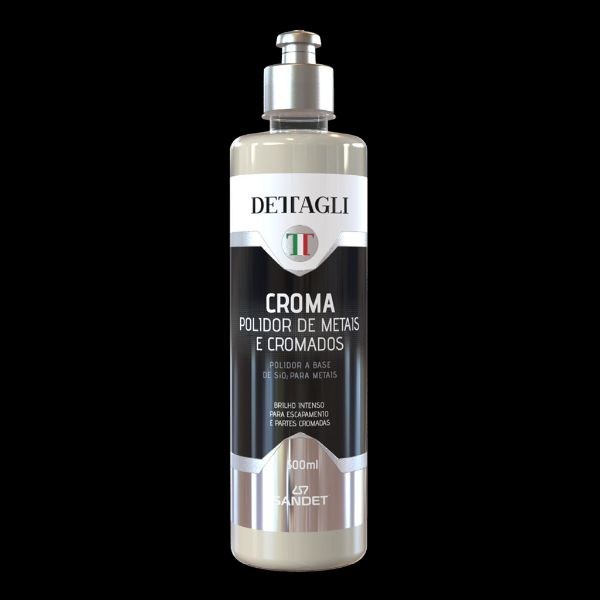 DETTAGLI
CROMA
POLIDOR DE METAIS
E CROMADOS
POLIDOR A BASE
DE SiO₂ PARA METAIS
BRILHO INTENSO
PARA ESCAPAMENTO
E PARTES CROMADAS
500ml
SANDET